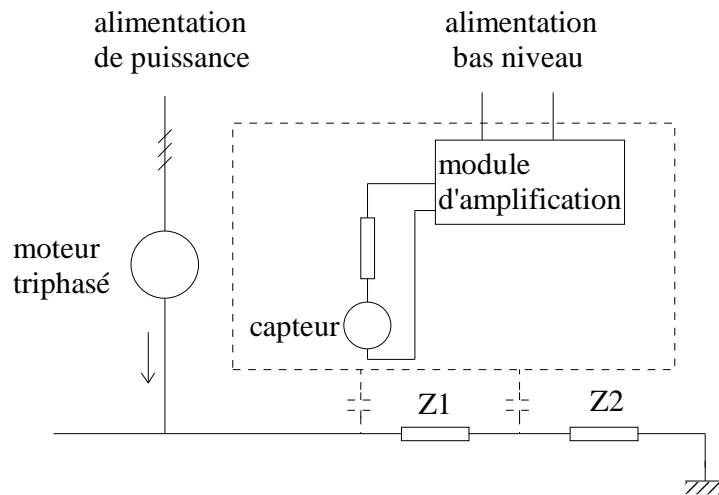 alimentation
de puissance
alimentation
bas niveau
module
d'amplification
moteur
triphasé
capteur
Z1
Z2